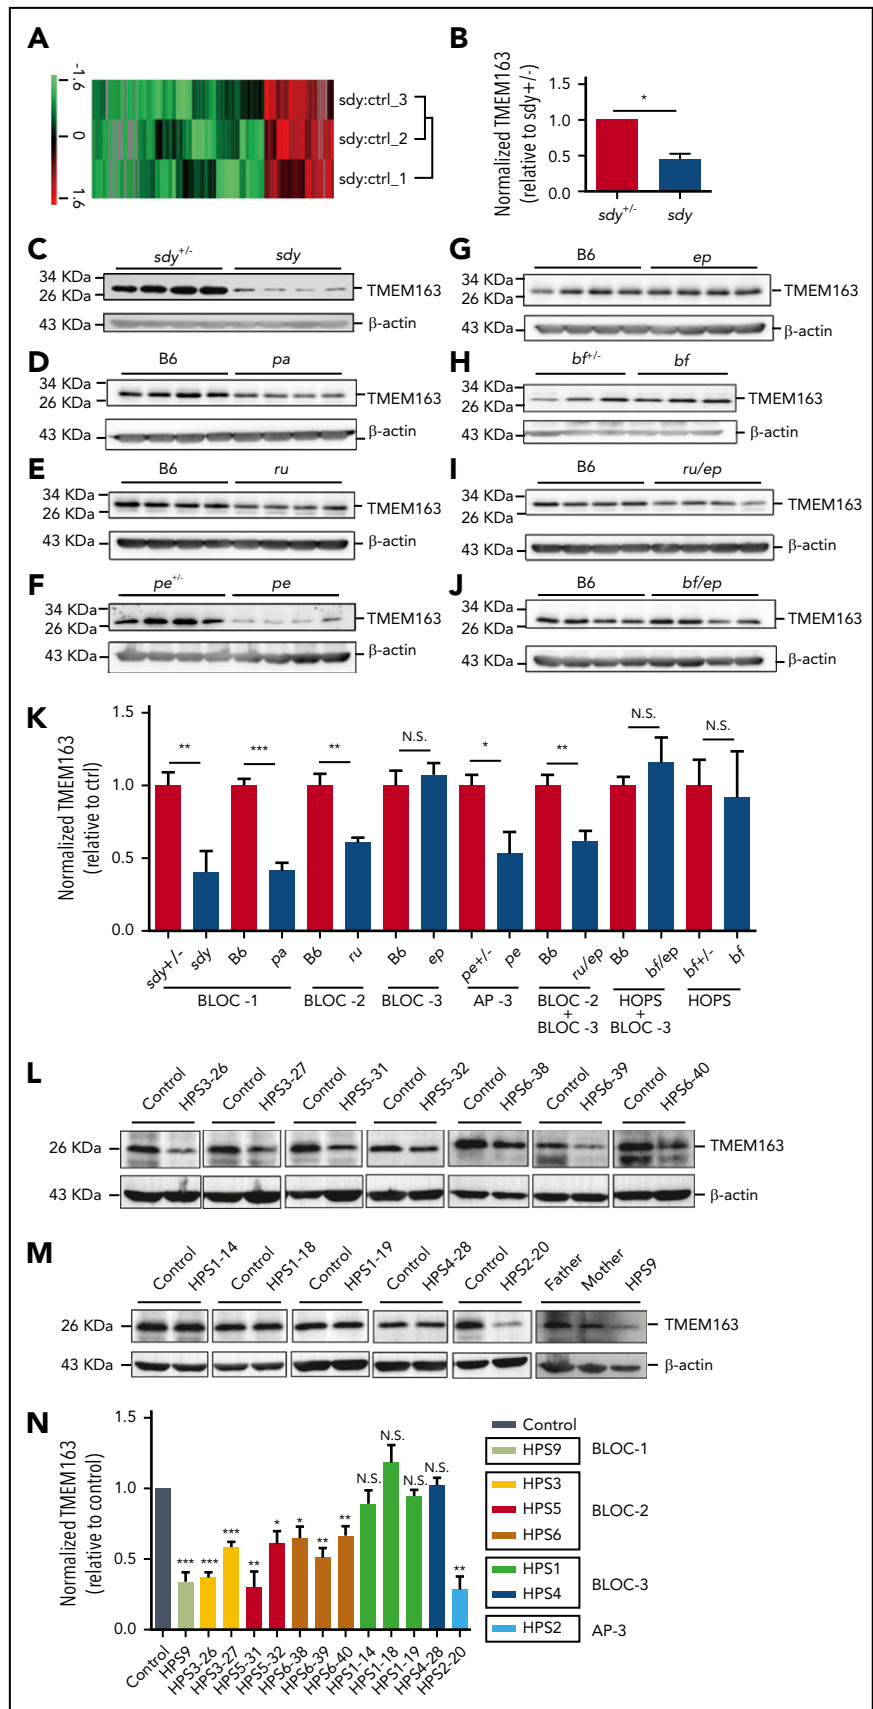 A
-1.6
0
1.6
sdy:ctrl_3
sdy:ctrl_2
sdy:ctrl_1
B
Normalized TMEM163
(relative to sdy+/-)
1.5
1.0
0.5
0.0
*
sdy+/-
sdy
C
sdy+/-
sdy
34 KDa
26 KDa
TMEM163
43 KDa
β-actin
D
B6
pa
34 KDa
26 KDa
TMEM163
43 KDa
β-actin
E
B6
ru
34 KDa
26 KDa
TMEM163
43 KDa
β-actin
F
pe+/-
pe
34 KDa
26 KDa
TMEM163
43 KDa
β-actin
G
B6
ep
34 KDa
26 KDa
TMEM163
43 KDa
β-actin
H
bf+/-
bf
34 KDa
26 KDa
TMEM163
43 KDa
β-actin
I
B6
ru/ep
34 KDa
26 KDa
TMEM163
43 KDa
β-actin
J
B6
bf/ep
34 KDa
26 KDa
TMEM163
43 KDa
β-actin
K
Normalized TMEM163
(relative to ctrl)
1.5
1.0
0.5
0.0
** *** ** N.S. * ** N.S. N.S.
sdy+/- sdy B6 pa B6 ru B6 ep pe+/- pe B6 ru/ep B6 bf/ep bf+/- bf
BLOC -1
BLOC -2
BLOC -3
AP -3
BLOC -2
+
BLOC -3
HOPS
+
BLOC -3
HOPS
L
Control HPS3-26 Control HPS3-27 Control HPS5-31 Control HPS5-32 Control HPS6-38 Control HPS6-39 Control HPS6-40
26 KDa
TMEM163
43 KDa
β-actin
M
Control HPS1-14 Control HPS1-18 Control HPS1-19 Control HPS4-28 Control HPS2-20 Father Mother HPS9
26 KDa
TMEM163
43 KDa
β-actin
N
Normalized TMEM163
(relative to control)
1.5
1.0
0.5
0.0
*** *** *** ** * * ** ** N.S. N.S. N.S. N.S. **
Control HPS9 HPS3-26 HPS3-27 HPS5-31 HPS5-32 HPS6-38 HPS6-39 HPS6-40 HPS1-14 HPS1-18 HPS1-19 HPS4-28 HPS2-20
Control
HPS9
BLOC-1
HPS3
HPS5
HPS6
BLOC-2
HPS1
HPS4
BLOC-3
HPS2
AP-3